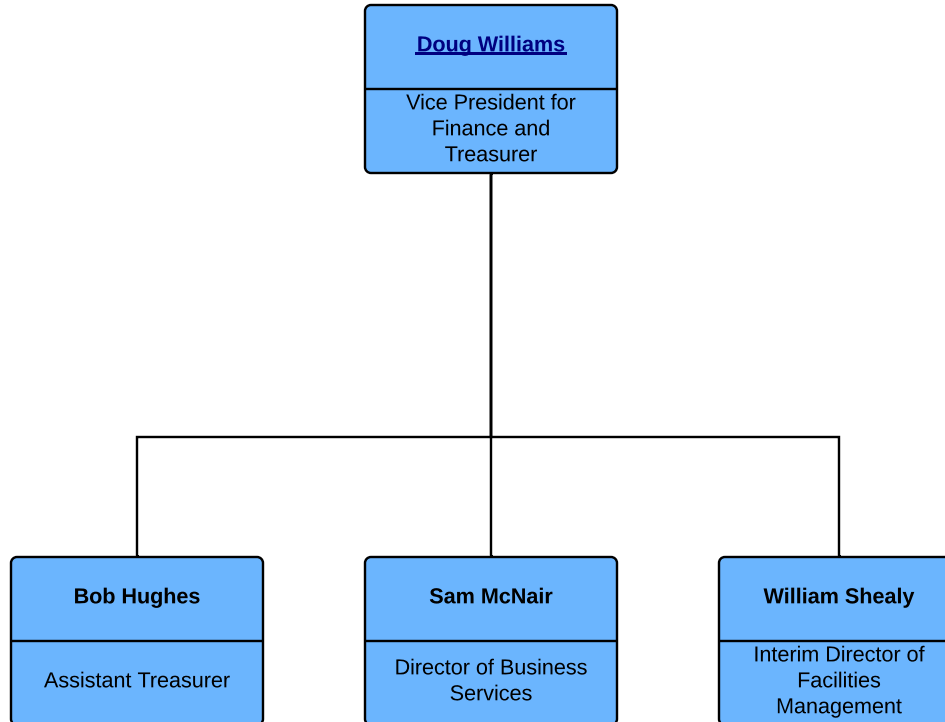 Doug Williams
Vice President for
Finance and
Treasurer
Bob Hughes
Assistant Treasurer
Sam McNair
Director of Business
Services
William Shealy
Interim Director of
Facilities
Management